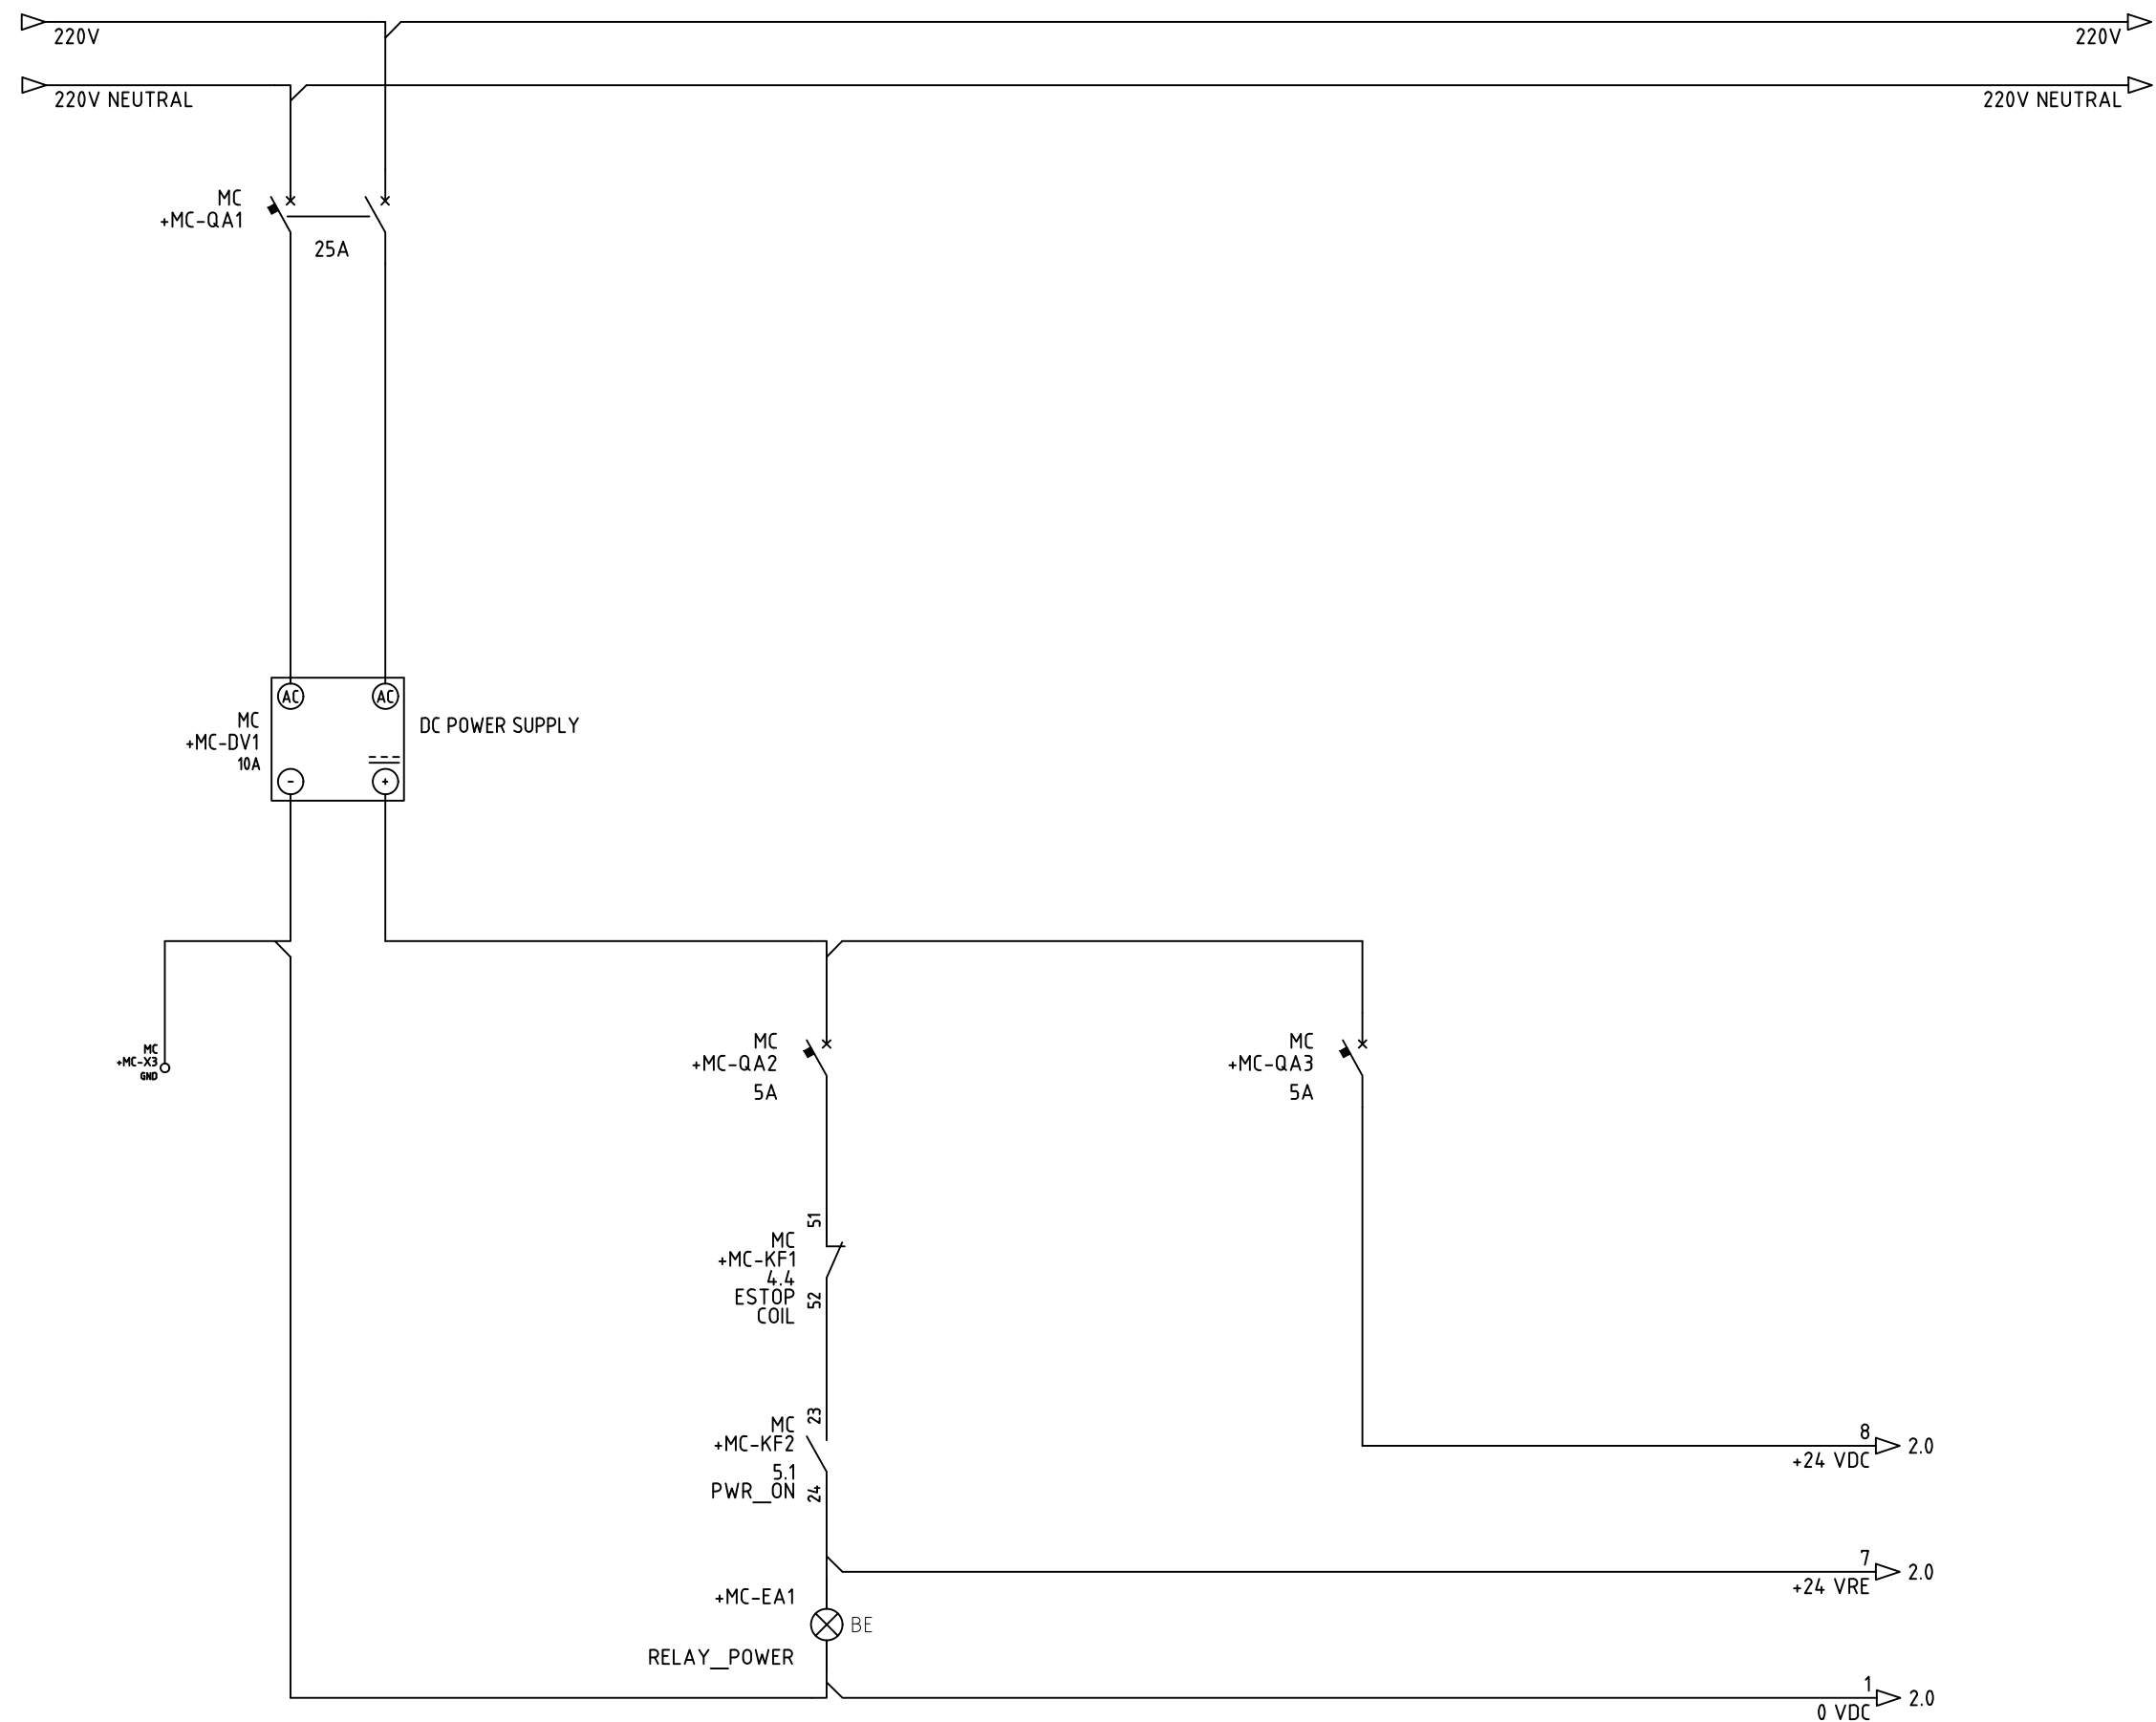 220V
220V
220V NEUTRAL
220V NEUTRAL
MC
+MC-QA1
25A
AC
AC
MC
+MC-DV1
10A
DC POWER SUPPLY
-
+
MC
+MC-X3
GND
MC
+MC-QA2
5A
MC
+MC-QA3
5A
51
MC
+MC-KF1
4.4
ESTOP
COIL
52
23
MC
+MC-KF2
5.1
PWR_ON
24
8
+24 VDC
2.0
7
+24 VRE
2.0
+MC-EA1
BE
RELAY_POWER
1
0 VDC
2.0